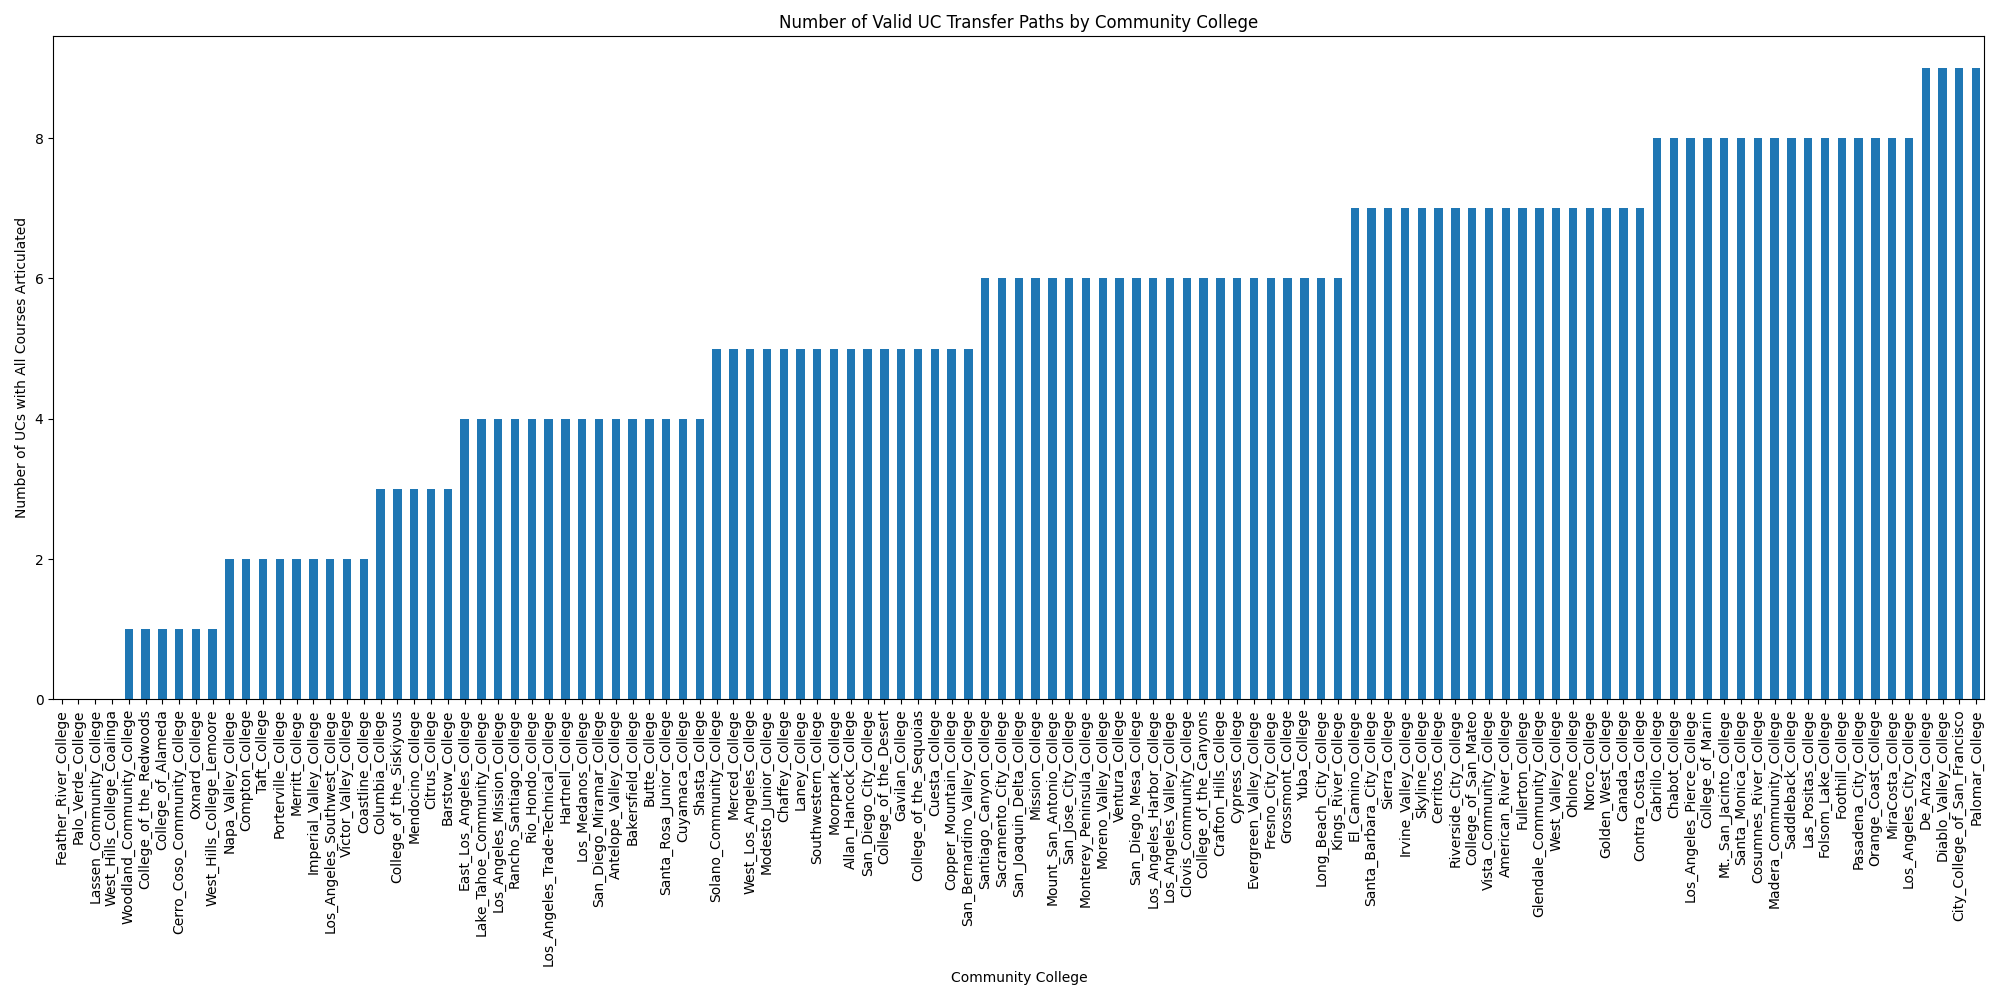 Number of Valid UC Transfer Paths by Community College
Number of UCs with All Courses Articulated
8
6
4
2
0
Feather_River_College
Palo_Verde_College
Lassen_Community_College
West_Hills_College_Coalinga
Woodland_Community_College
College_of_the_Redwoods
College_of_Alameda
Cerro_Coso_Community_College
Oxnard_College
West_Hills_College_Lemoore
Napa_Valley_College
Compton_College
Taft_College
Porterville_College
Merritt_College
Imperial_Valley_College
Los_Angeles_Southwest_College
Victor_Valley_College
Coastline_College
Columbia_College
College_of_the_Siskiyous
Mendocino_College
Citrus_College
Barstow_College
East_Los_Angeles_College
Lake_Tahoe_Community_College
Los_Angeles_Mission_College
Rancho_Santiago_College
Rio_Hondo_College
Los_Angeles_Trade-Technical_College
Hartnell_College
Los_Medanos_College
San_Diego_Miramar_College
Antelope_Valley_College
Bakersfield_College
Butte_College
Santa_Rosa_Junior_College
Cuyamaca_College
Shasta_College
Solano_Community_College
Merced_College
West_Los_Angeles_College
Modesto_Junior_College
Chaffey_College
Laney_College
Southwestern_College
Moorpark_College
Allan_Hancock_College
San_Diego_City_College
College_of_the_Desert
Gavilan_College
College_of_the_Sequoias
Cuesta_College
Copper_Mountain_College
San_Bernardino_Valley_College
Santiago_Canyon_College
Sacramento_City_College
San_Joaquin_Delta_College
Mission_College
Mount_San_Antonio_College
San_Jose_City_College
Monterey_Peninsula_College
Moreno_Valley_College
Ventura_College
San_Diego_Mesa_College
Los_Angeles_Harbor_College
Los_Angeles_Valley_College
Clovis_Community_College
College_of_the_Canyons
Crafton_Hills_College
Cypress_College
Evergreen_Valley_College
Fresno_City_College
Grossmont_College
Yuba_College
Long_Beach_City_College
Kings_River_College
El_Camino_College
Santa_Barbara_City_College
Sierra_College
Irvine_Valley_College
Skyline_College
Cerritos_College
Riverside_City_College
College_of_San_Mateo
Vista_Community_College
American_River_College
Fullerton_College
Glendale_Community_College
West_Valley_College
Ohlone_College
Norco_College
Golden_West_College
Canada_College
Contra_Costa_College
Cabrillo_College
Chabot_College
Los_Angeles_Pierce_College
College_of_Marin
Mt._San_Jacinto_College
Santa_Monica_College
Cosumnes_River_College
Madera_Community_College
Saddleback_College
Las_Positas_College
Folsom_Lake_College
Foothill_College
Pasadena_City_College
Orange_Coast_College
MiraCosta_College
Los_Angeles_City_College
De_Anza_College
Diablo_Valley_College
City_College_of_San_Francisco
Palomar_College
Community College